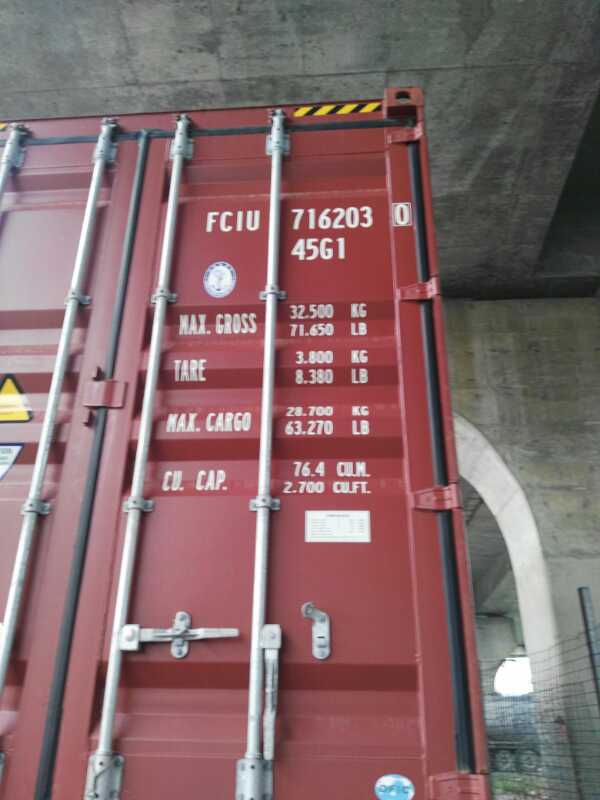 FCIU 716203 0
45G1
MAX. GROSS 32.500 KG
71.650 LB
TARE 3.800 KG
8.380 LB
MAX. CARGO 28.700 KG
63.270 LB
CU. CAP. 76.4 CU.M.
2.700 CU.FT.